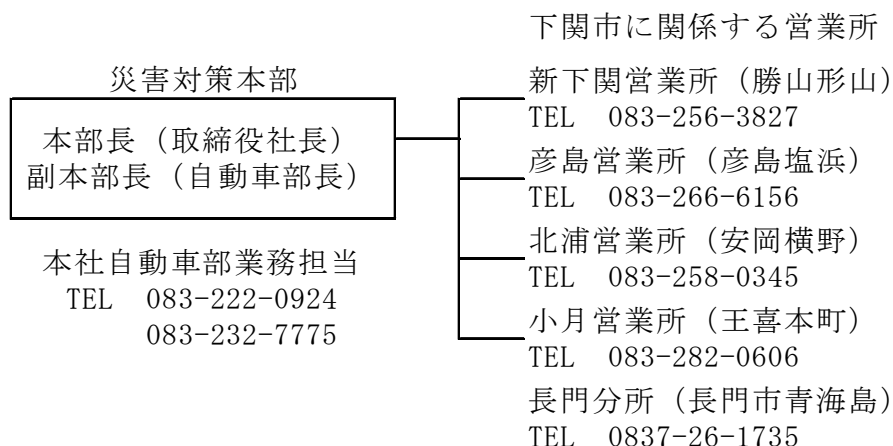 下関市に関係する営業所
災害対策本部
本部長（取締役社長）
副本部長（自動車部長）
本社自動車部業務担当
TEL　083-222-0924
083-232-7775
新下関営業所（勝山形山）
TEL　083-256-3827
彦島営業所（彦島塩浜）
TEL　083-266-6156
北浦営業所（安岡横野）
TEL　083-258-0345
小月営業所（王喜本町）
TEL　083-282-0606
長門分所（長門市青海島）
TEL　0837-26-1735